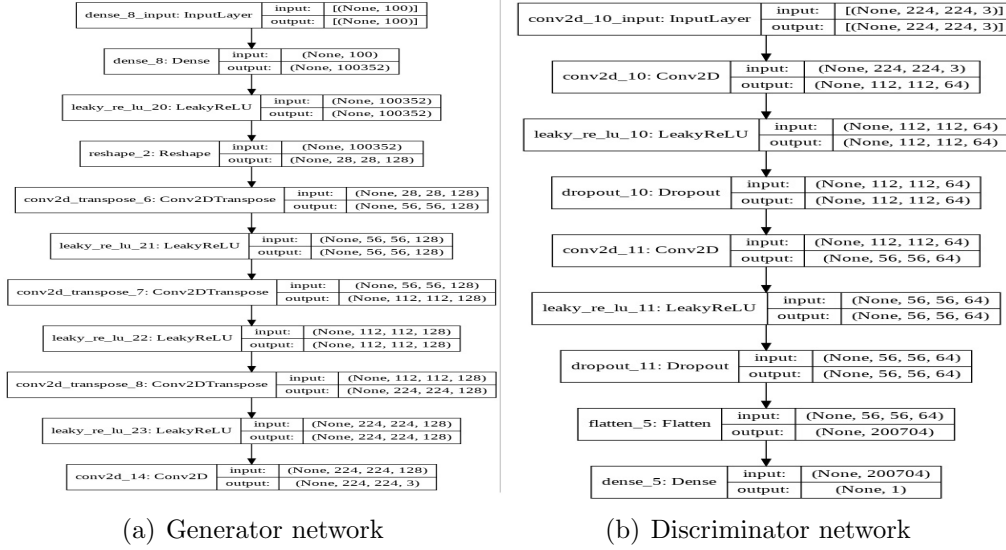 dense_8_input: InputLayer input: [(None, 100)]
output: [(None, 100)]
dense_8: Dense input: (None, 100)
output: (None, 100352)
leaky_re_lu_20: LeakyReLU input: (None, 100352)
output: (None, 100352)
reshape_2: Reshape input: (None, 100352)
output: (None, 28, 28, 128)
conv2d_transpose_6: Conv2DTranspose input: (None, 28, 28, 128)
output: (None, 56, 56, 128)
leaky_re_lu_21: LeakyReLU input: (None, 56, 56, 128)
output: (None, 56, 56, 128)
conv2d_transpose_7: Conv2DTranspose input: (None, 56, 56, 128)
output: (None, 112, 112, 128)
leaky_re_lu_22: LeakyReLU input: (None, 112, 112, 128)
output: (None, 112, 112, 128)
conv2d_transpose_8: Conv2DTranspose input: (None, 112, 112, 128)
output: (None, 224, 224, 128)
leaky_re_lu_23: LeakyReLU input: (None, 224, 224, 128)
output: (None, 224, 224, 128)
conv2d_14: Conv2D input: (None, 224, 224, 128)
output: (None, 224, 224, 3)
(a) Generator network
conv2d_10_input: InputLayer input: [(None, 224, 224, 3)]
output: [(None, 224, 224, 3)]
conv2d_10: Conv2D input: (None, 224, 224, 3)
output: (None, 112, 112, 64)
leaky_re_lu_10: LeakyReLU input: (None, 112, 112, 64)
output: (None, 112, 112, 64)
dropout_10: Dropout input: (None, 112, 112, 64)
output: (None, 112, 112, 64)
conv2d_11: Conv2D input: (None, 112, 112, 64)
output: (None, 56, 56, 64)
leaky_re_lu_11: LeakyReLU input: (None, 56, 56, 64)
output: (None, 56, 56, 64)
dropout_11: Dropout input: (None, 56, 56, 64)
output: (None, 56, 56, 64)
flatten_5: Flatten input: (None, 56, 56, 64)
output: (None, 200704)
dense_5: Dense input: (None, 200704)
output: (None, 1)
(b) Discriminator network